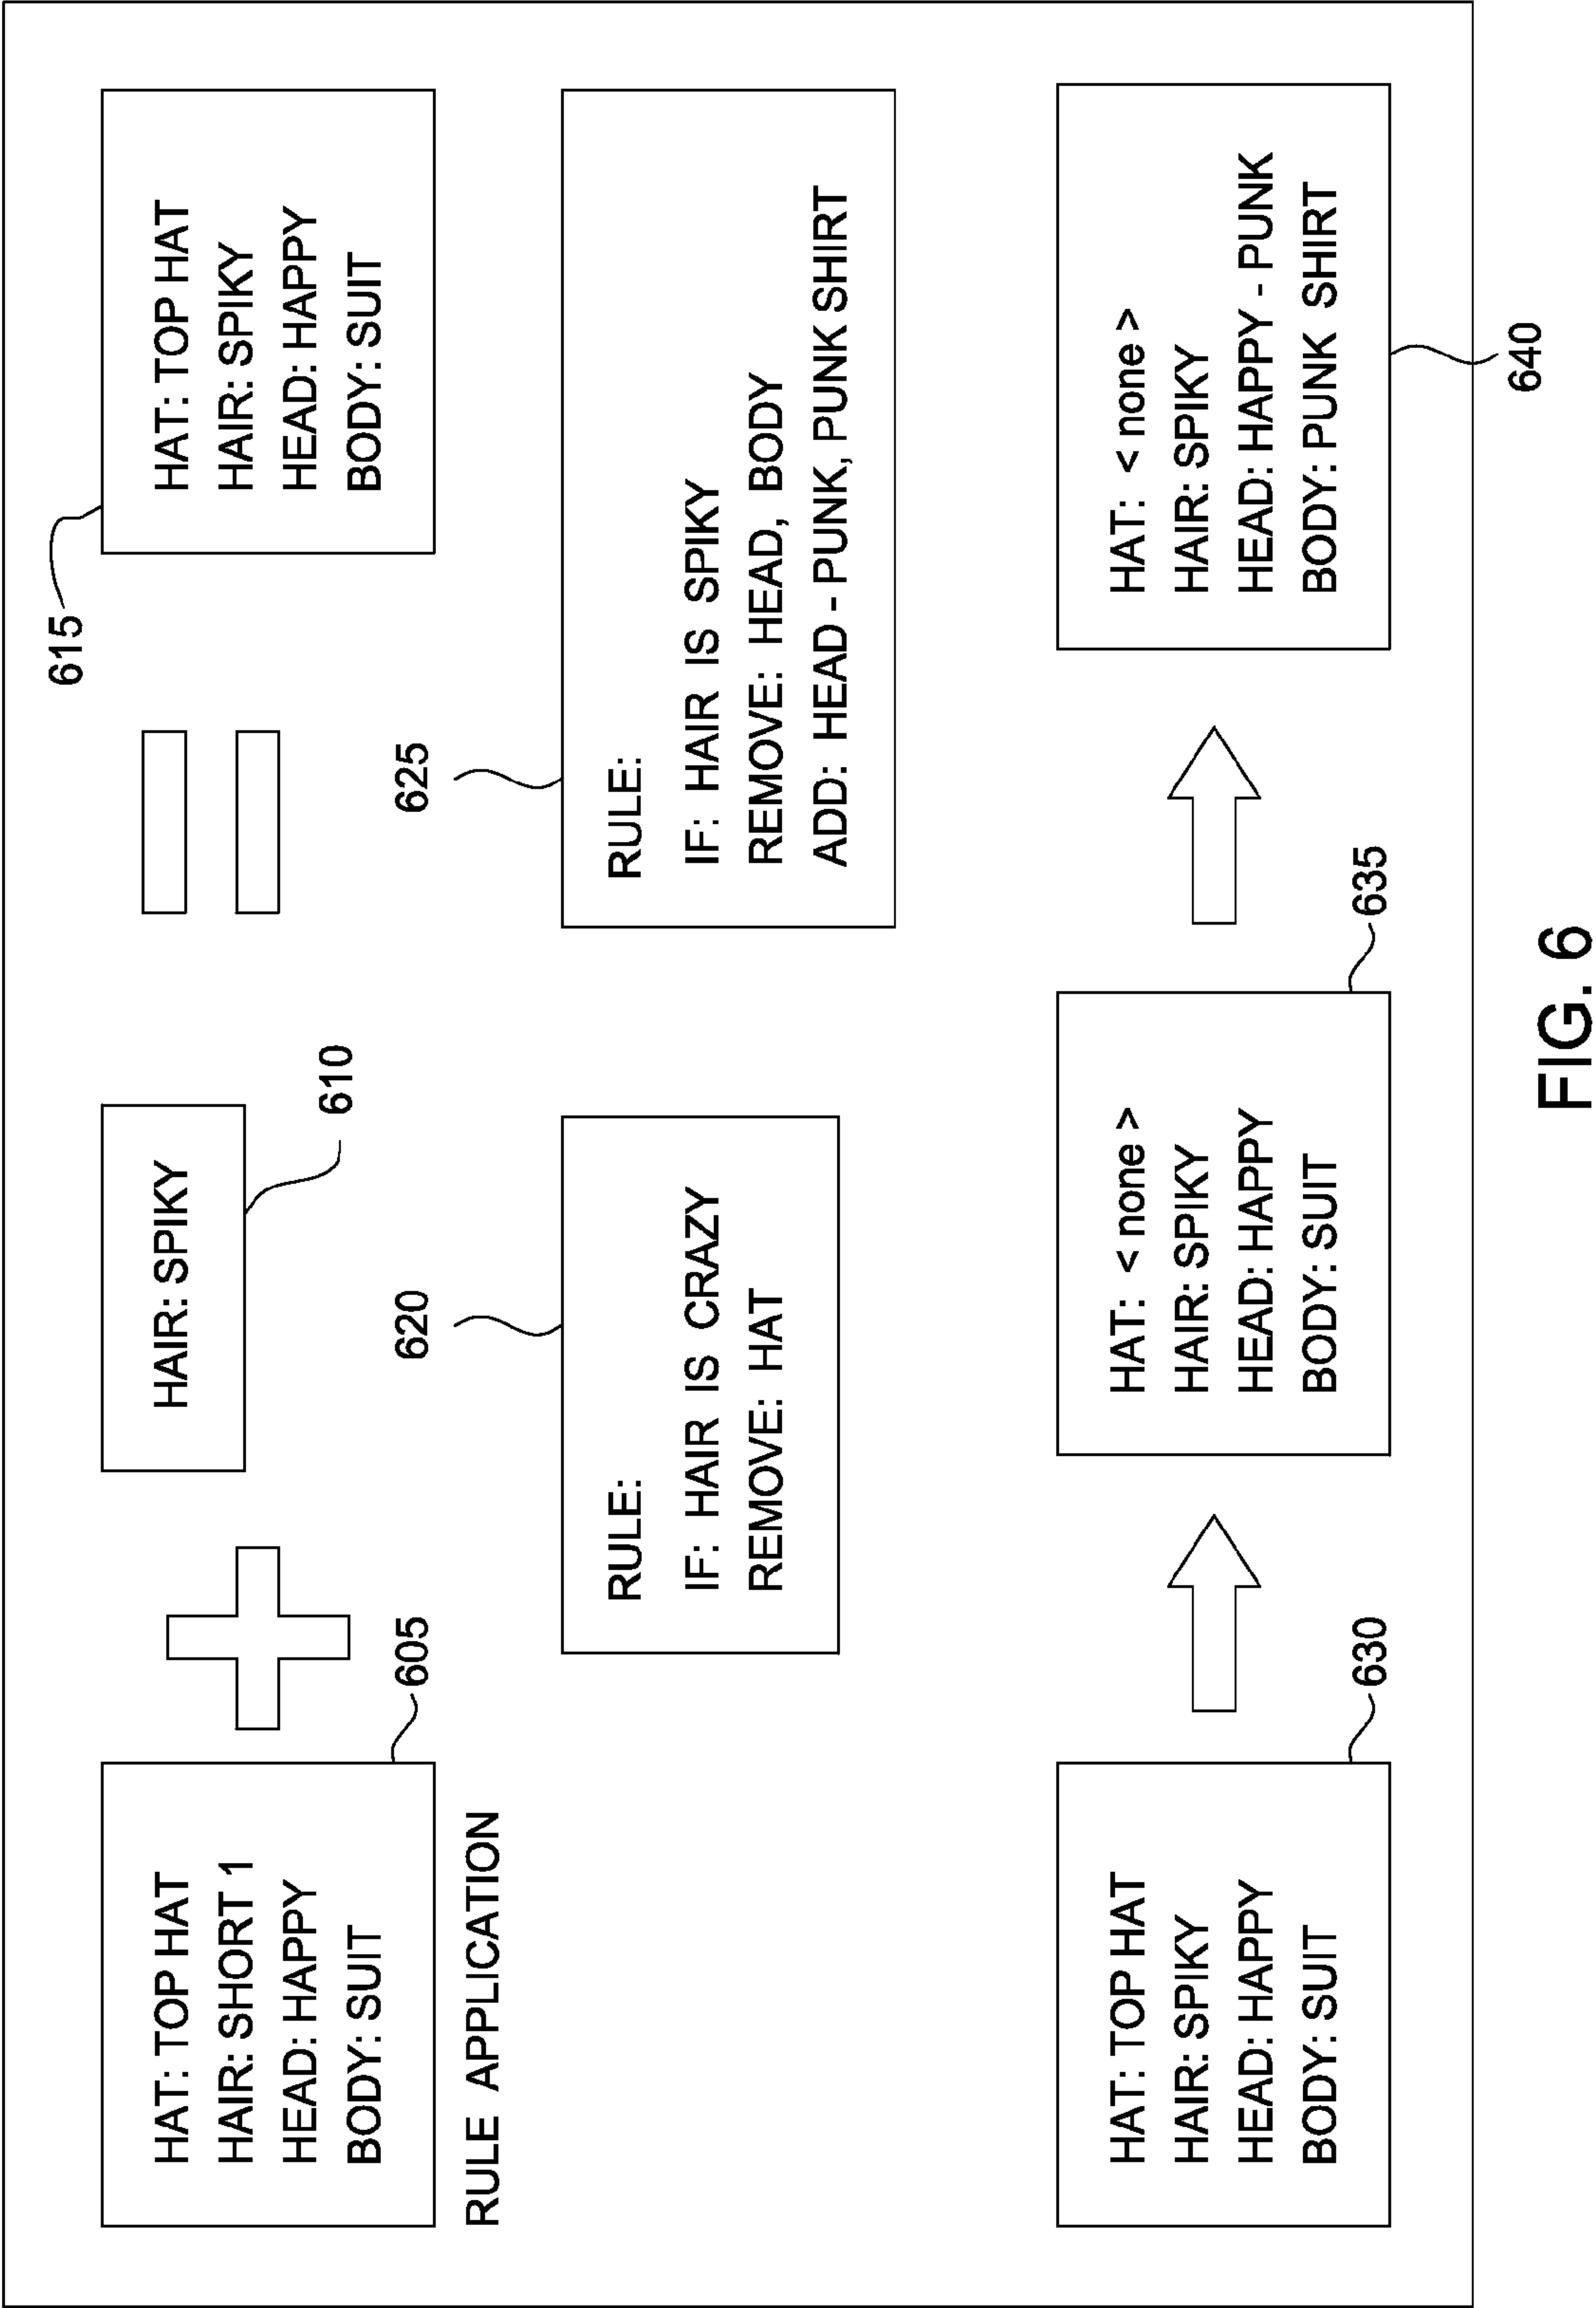 615
HAT: TOP HAT
HAIR: SHORT 1
HEAD: HAPPY
BODY: SUIT
605
HAIR: SPIKY
610
HAT: TOP HAT
HAIR: SPIKY
HEAD: HAPPY
BODY: SUIT
RULE APPLICATION
620
RULE:
IF: HAIR IS CRAZY
REMOVE: HAT
625
RULE:
IF: HAIR IS SPIKY
REMOVE: HEAD, BODY
ADD: HEAD - PUNK, PUNK SHIRT
HAT: TOP HAT
HAIR: SPIKY
HEAD: HAPPY
BODY: SUIT
630
HAT: < none >
HAIR: SPIKY
HEAD: HAPPY
BODY: SUIT
635
HAT: < none >
HAIR: SPIKY
HEAD: HAPPY - PUNK
BODY: PUNK SHIRT
640
FIG. 6